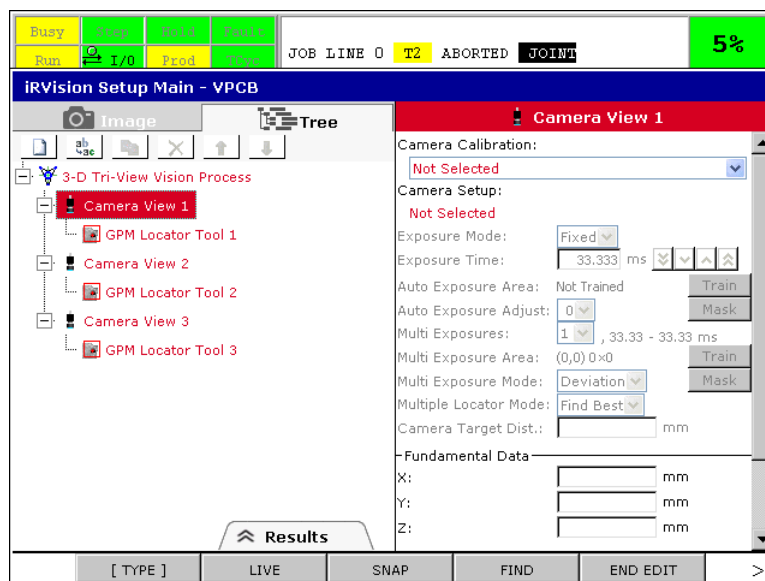 Busy Step Hold Fault
Run I/O Prod TCyc
JOB LINE 0 T2 ABORTED JOINT
5%
iRVision Setup Main - VPCB
Image Tree
Camera View 1
ab
ac
3-D Tri-View Vision Process
Camera View 1
GPM Locator Tool 1
Camera View 2
GPM Locator Tool 2
Camera View 3
GPM Locator Tool 3
Results
Camera Calibration:
Not Selected
Camera Setup:
Not Selected
Exposure Mode: Fixed
Exposure Time: 33.333 ms
Auto Exposure Area: Not Trained Train
Auto Exposure Adjust: 0 Mask
Multi Exposures: 1 , 33.33 - 33.33 ms
Multi Exposure Area: (0,0) 0×0 Train
Multi Exposure Mode: Deviation Mask
Multiple Locator Mode: Find Best
Camera Target Dist.: mm
Fundamental Data
X: mm
Y: mm
Z: mm
[ TYPE ] LIVE SNAP FIND END EDIT >